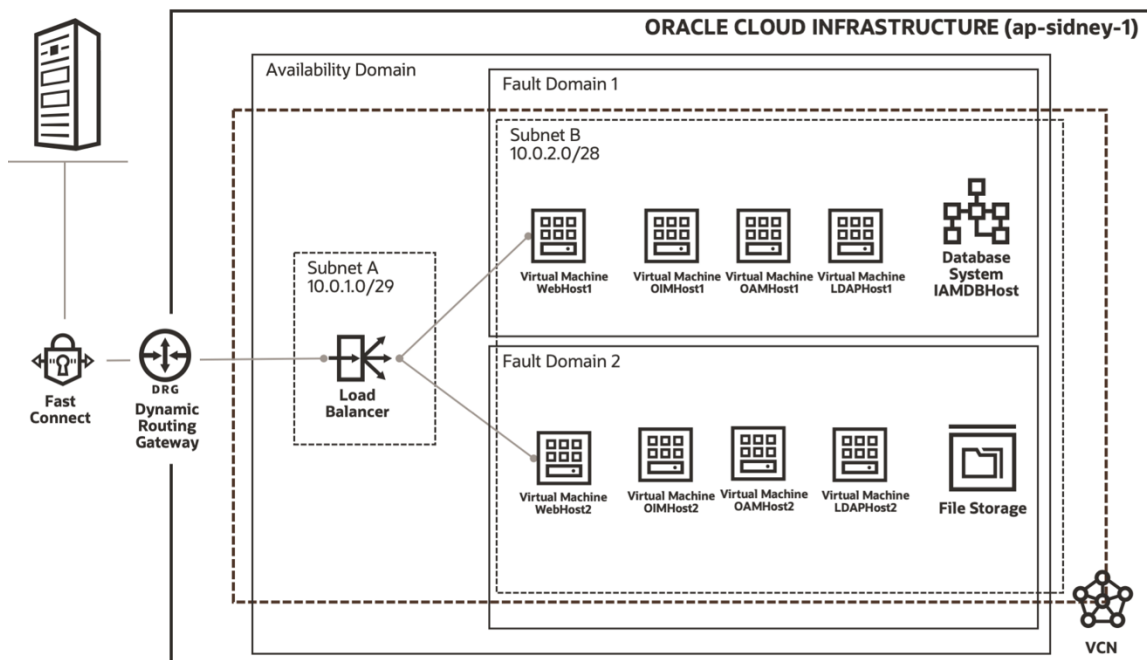 ORACLE CLOUD INFRASTRUCTURE (ap-sidney-1)
Availability Domain
Fault Domain 1
Subnet B
10.0.2.0/28
Virtual Machine
WebHost1
Virtual Machine
OIMHost1
Virtual Machine
OAMHost1
Virtual Machine
LDAPHost1
Database
System
IAMDBHost
Subnet A
10.0.1.0/29
Load
Balancer
Fast
Connect
DRG
Dynamic
Routing
Gateway
Fault Domain 2
Virtual Machine
WebHost2
Virtual Machine
OIMHost2
Virtual Machine
OAMHost2
Virtual Machine
LDAPHost2
File Storage
VCN